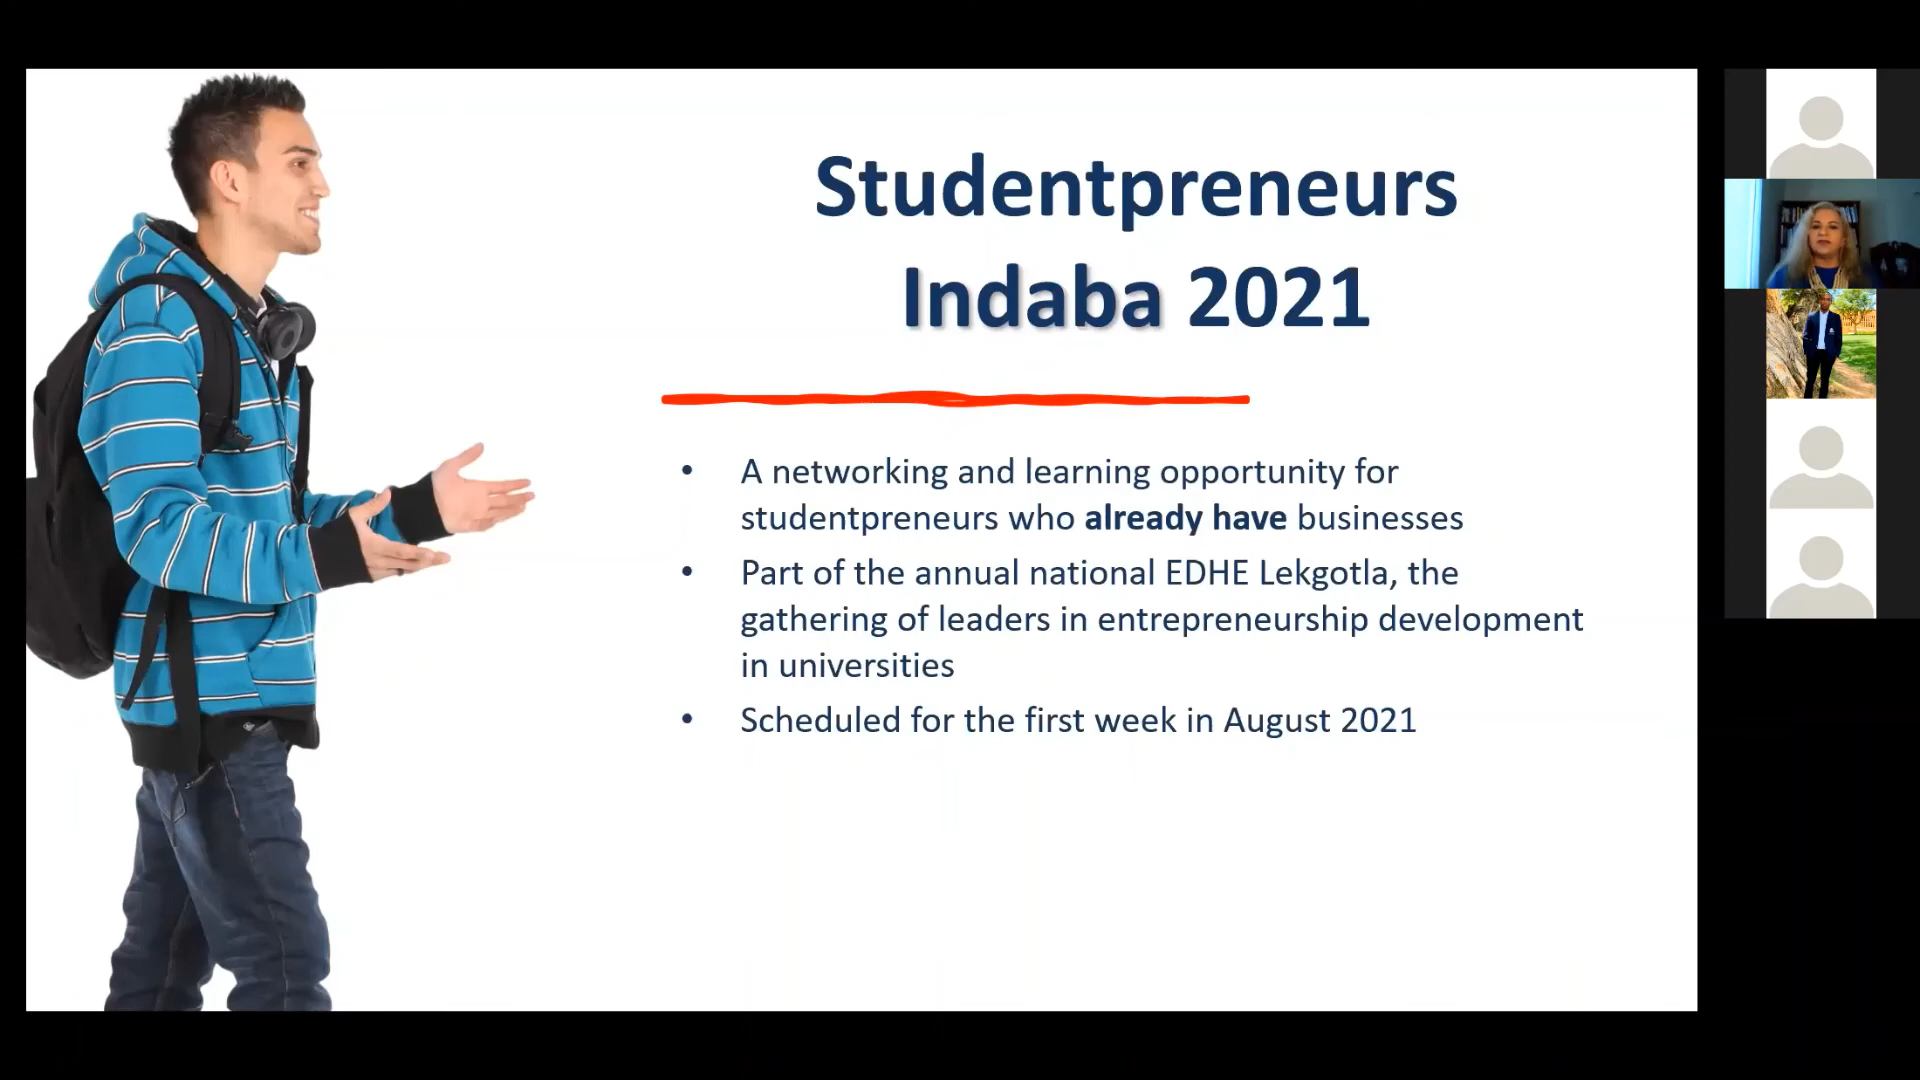 Studentpreneurs
Indaba 2021
• A networking and learning opportunity for
studentpreneurs who already have businesses
• Part of the annual national EDHE Lekgotla, the
gathering of leaders in entrepreneurship development
in universities
• Scheduled for the first week in August 2021